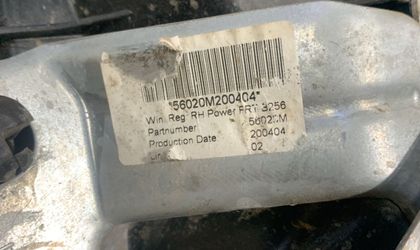 *56020M200404*
Win Reg RH Power FRT 3256
Partnumber 56020M
Production Date 200404
02